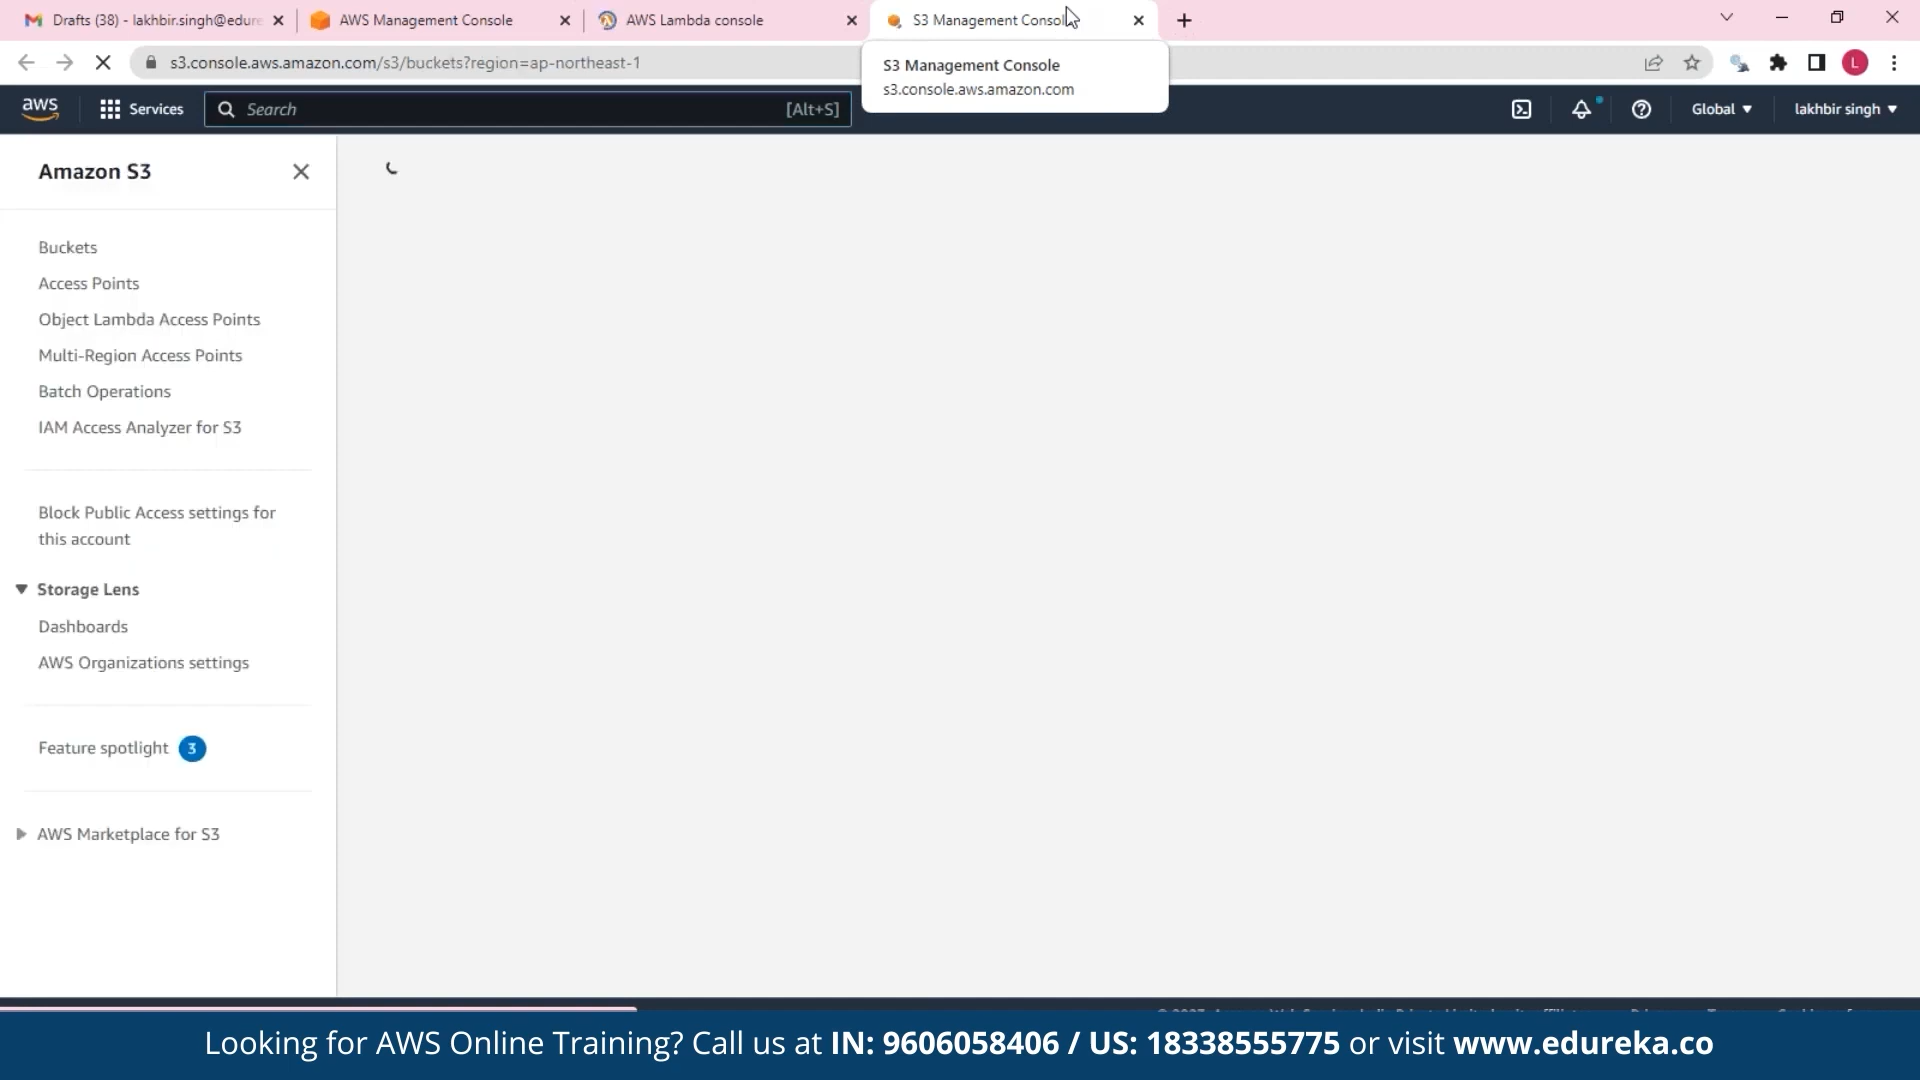 Drafts (38) - lakhbir.singh@edure
AWS Management Console
AWS Lambda console
S3 Management Consol
s3.console.aws.amazon.com/s3/buckets?region=ap-northeast-1
S3 Management Console
s3.console.aws.amazon.com
L
aws
Services
Search
[Alt+S]
Global
lakhbir singh
Amazon S3
Buckets
Access Points
Object Lambda Access Points
Multi-Region Access Points
Batch Operations
IAM Access Analyzer for S3
Block Public Access settings for
this account
Storage Lens
Dashboards
AWS Organizations settings
Feature spotlight 3
AWS Marketplace for S3
Looking for AWS Online Training? Call us at IN: 9606058406 / US: 18338555775 or visit www.edureka.co